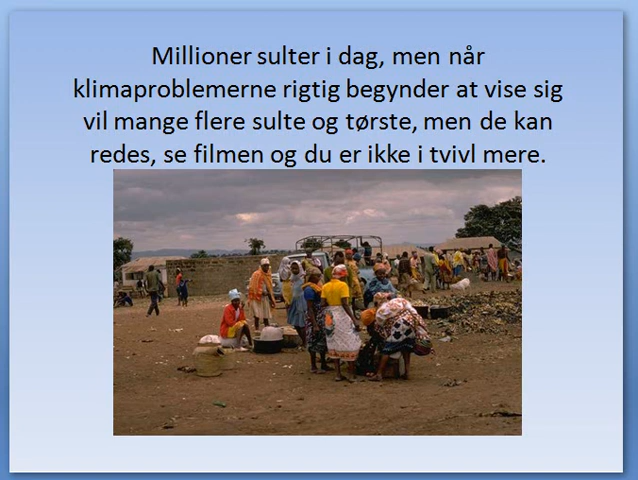 Millioner sulter i dag, men når
klimaproblemerne rigtig begynder at vise sig
vil mange flere sulte og tørste, men de kan
redes, se filmen og du er ikke i tvivl mere.